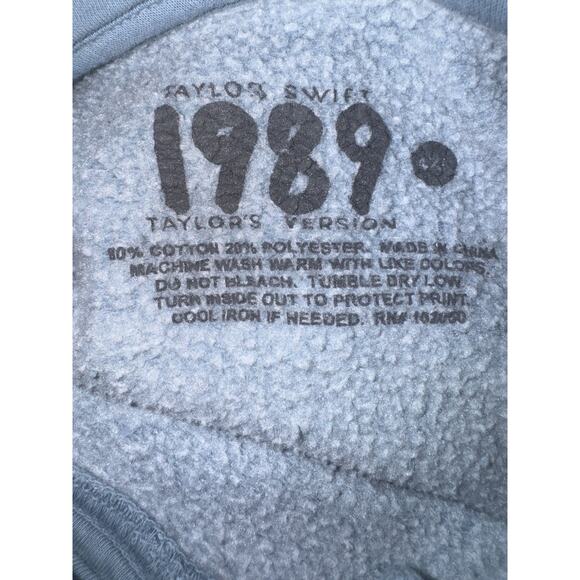 TAYLOR SWIFT
1989
TAYLOR'S VERSION
80% COTTON 20% POLYESTER. MADE IN CHINA
MACHINE WASH WARM WITH LIKE COLORS.
DO NOT BLEACH. TUMBLE DRY LOW.
TURN INSIDE OUT TO PROTECT PRINT.
COOL IRON IF NEEDED. RN#